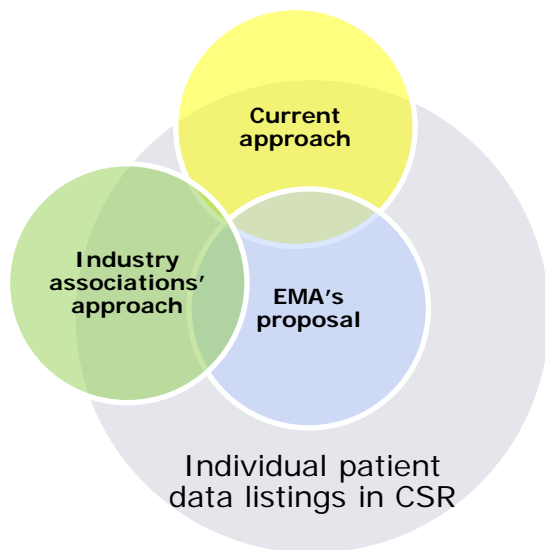 Current
approach
Industry
associations’
approach
EMA’s
proposal
Individual patient
data listings in CSR